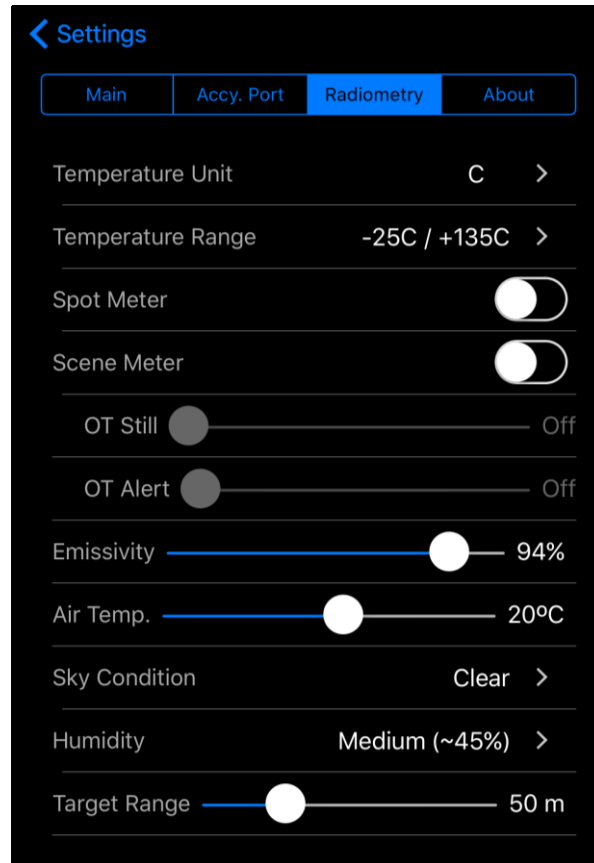 Settings
Main Accy. Port Radiometry About
Temperature Unit C
Temperature Range -25C / +135C
Spot Meter
Scene Meter
OT Still Off
OT Alert Off
Emissivity 94%
Air Temp. 20ºC
Sky Condition Clear
Humidity Medium (~45%)
Target Range 50 m